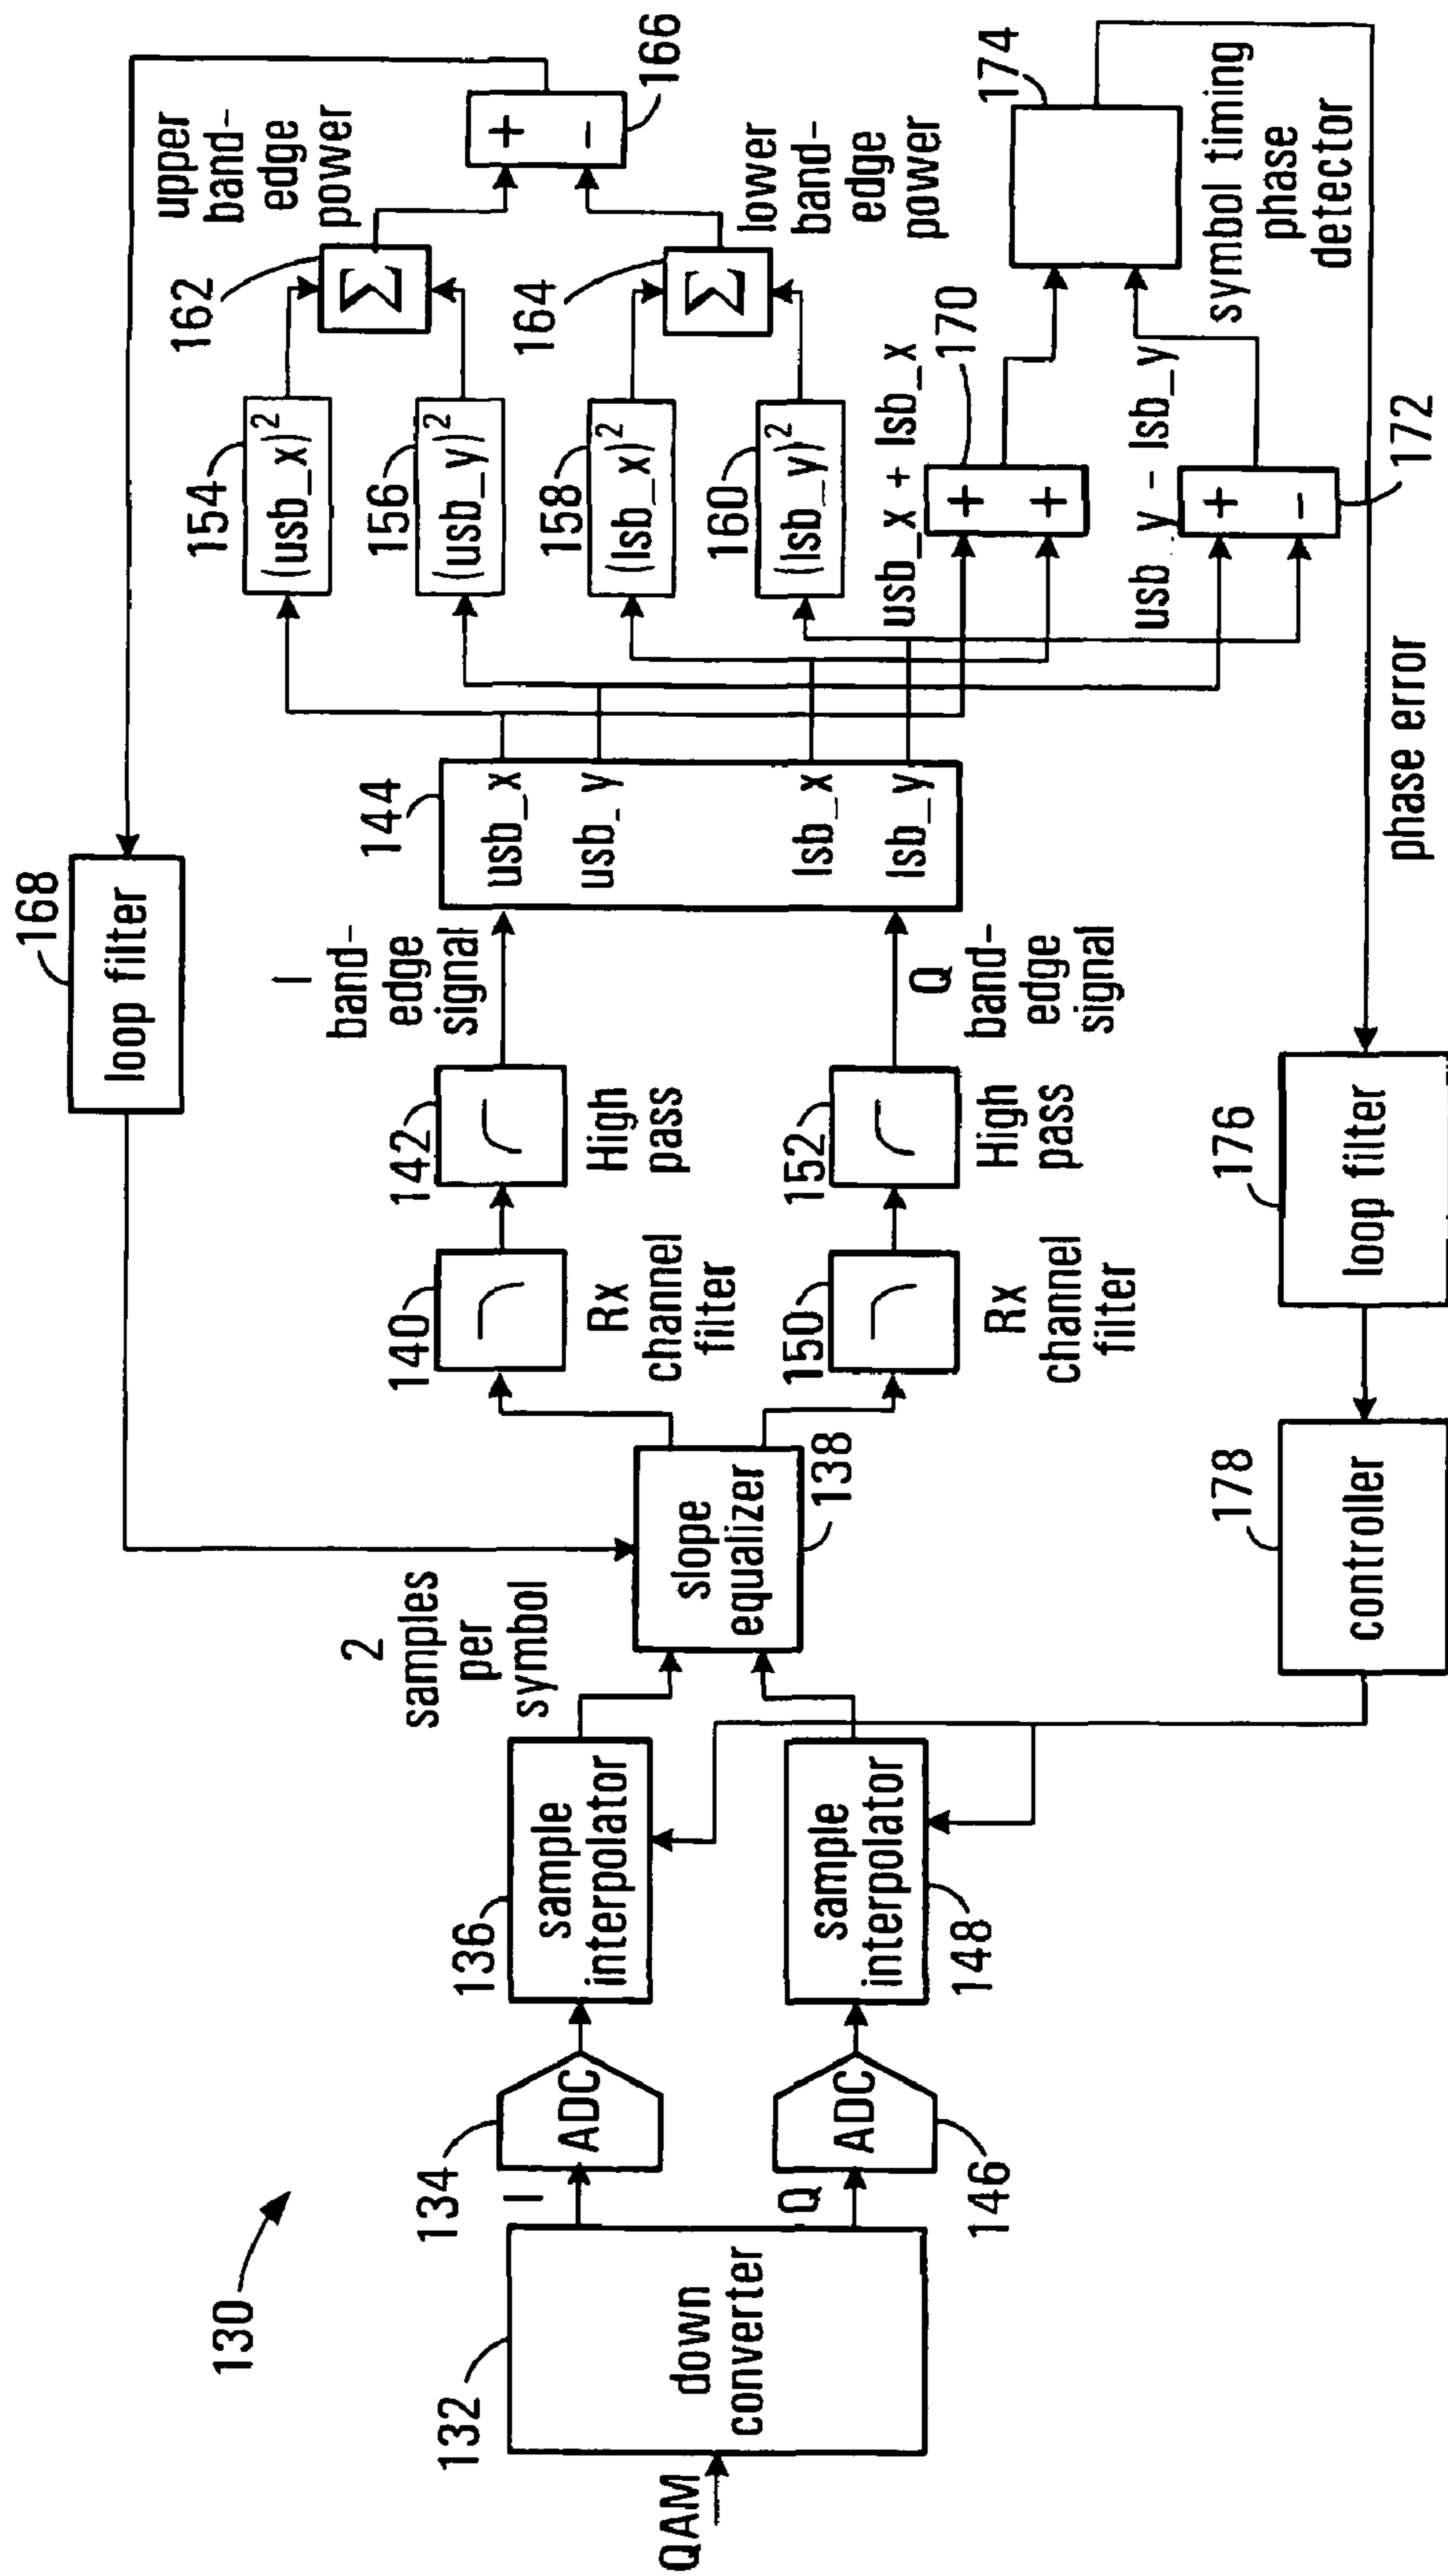 130
QAM
132
down
converter
I
Q
134
ADC
146
ADC
136
sample
interpolator
148
sample
interpolator
2
samples
per
symbol
slope
equalizer
138
168
loop filter
140
Rx
channel
filter
142
High
pass
150
Rx
channel
filter
152
High
pass
I
band-
edge
signal
Q
band-
edge
signal
144
usb_x
usb_y
lsb_x
lsb_y
154
(usb_x)²
156
(usb_y)²
158
(lsb_x)²
160
(lsb_y)²
162
Σ
164
Σ
upper
band-
edge
power
lower
band-
edge
power
+
-
166
usb_x + lsb_x
170
+
+
usb_y - lsb_y
+
-
172
174
symbol timing
phase
detector
phase error
176
loop filter
178
controller